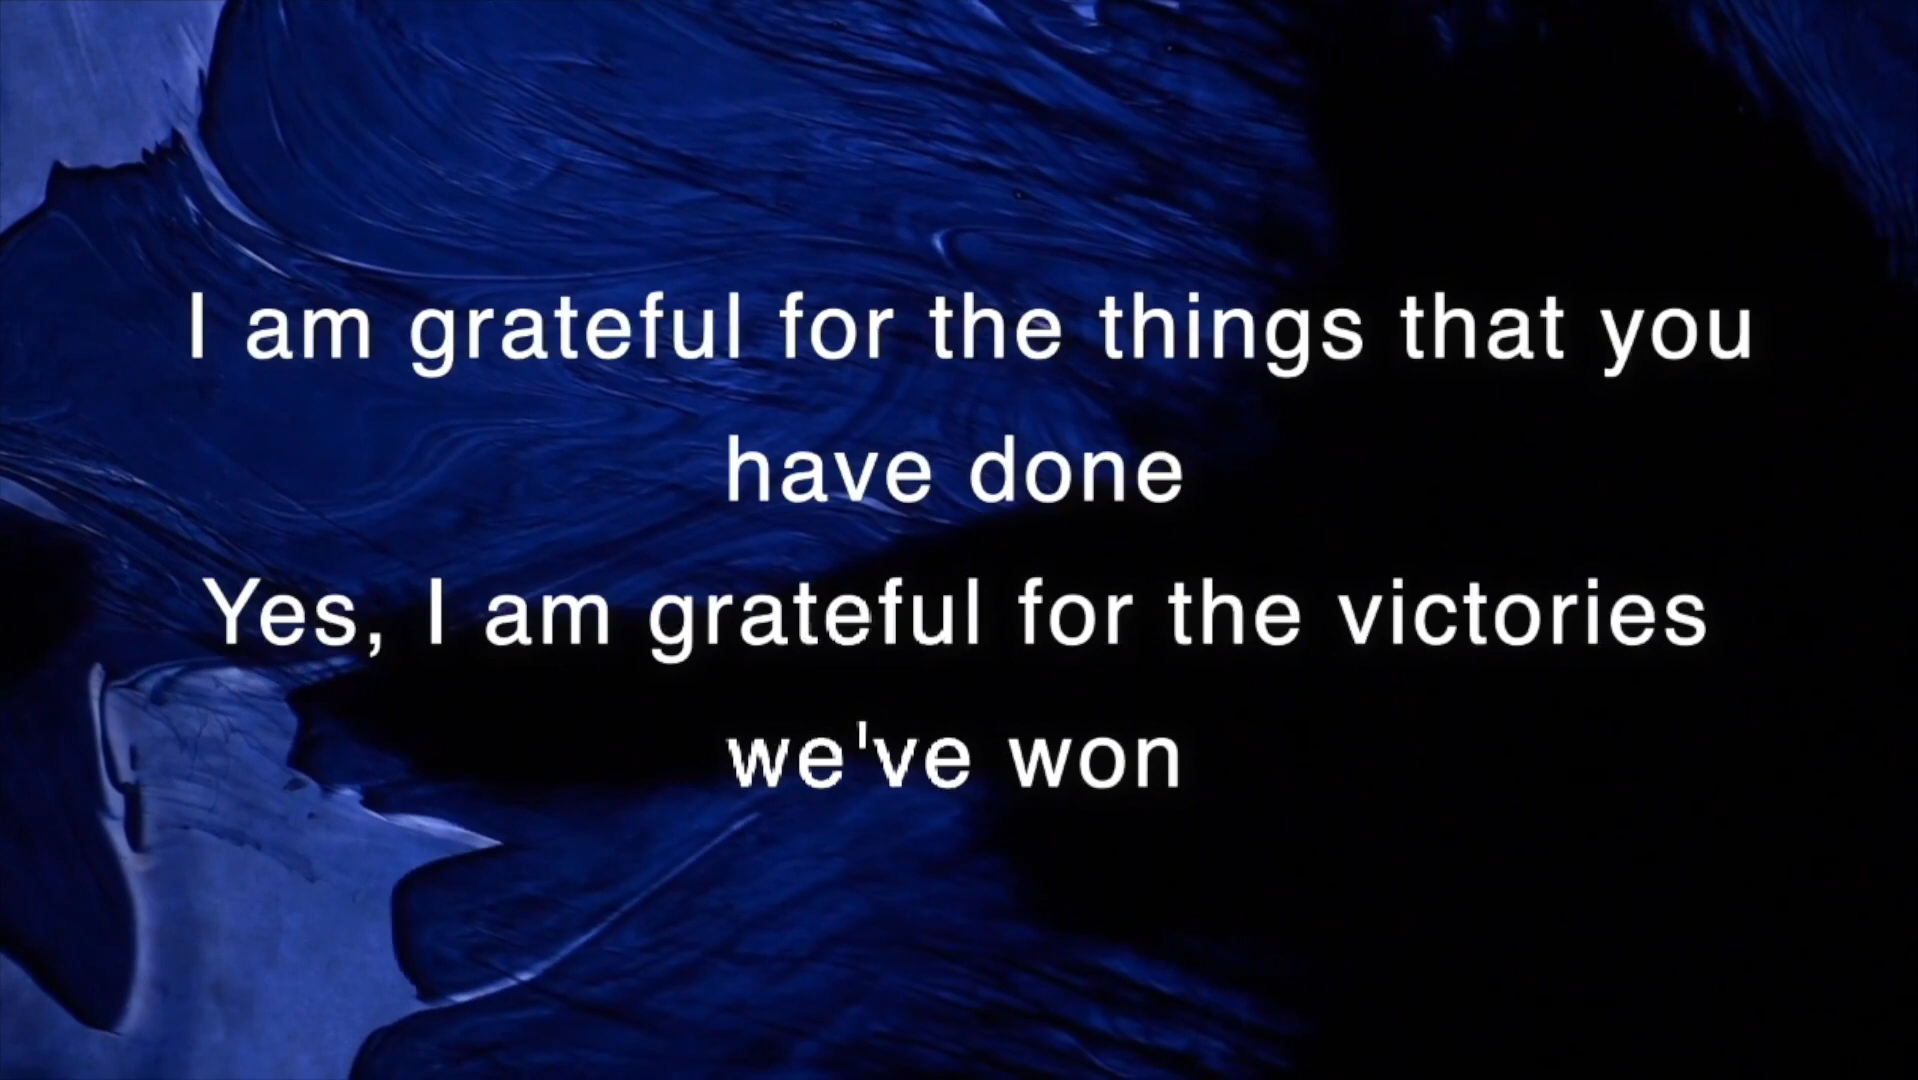 I am grateful for the things that you
have done
Yes, I am grateful for the victories
we've won